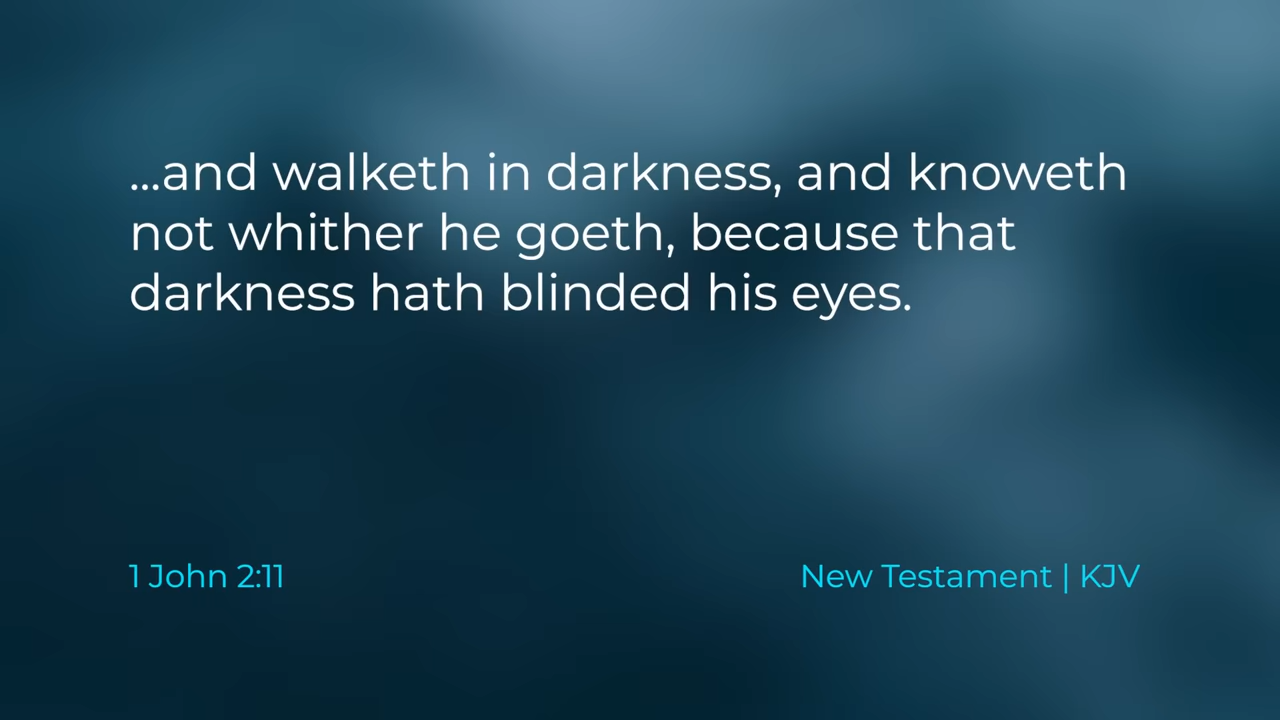 ...and walketh in darkness, and knoweth
not whither he goeth, because that
darkness hath blinded his eyes.
1 John 2:11
New Testament | KJV